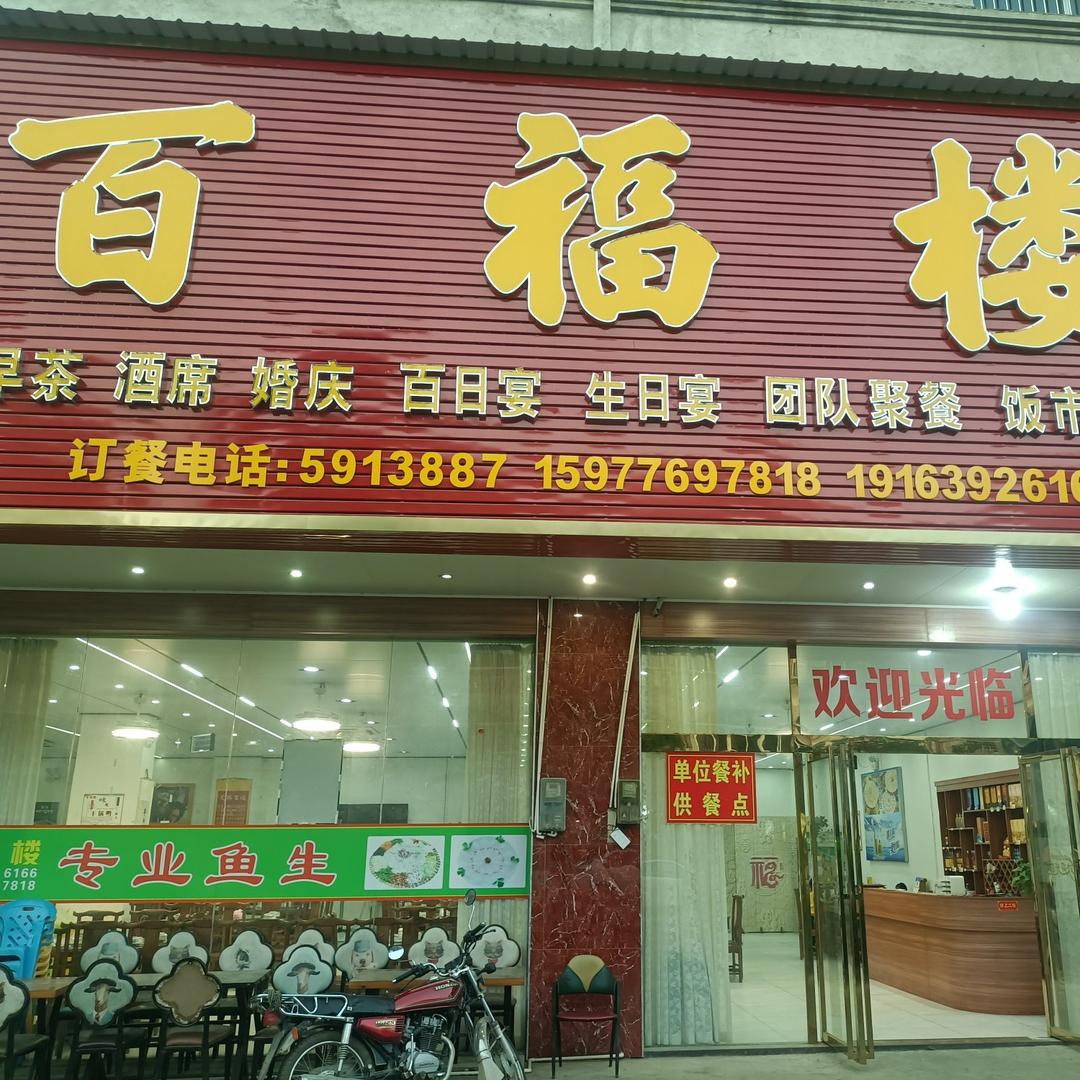 百福楼
早茶 酒席 婚庆 百日宴 生日宴 团队聚餐 饭市
订餐电话:5913887 15977697818 1916392610
欢迎光临
单位餐补
供餐点
福
楼
6166
7818
专业鱼生
HONDA